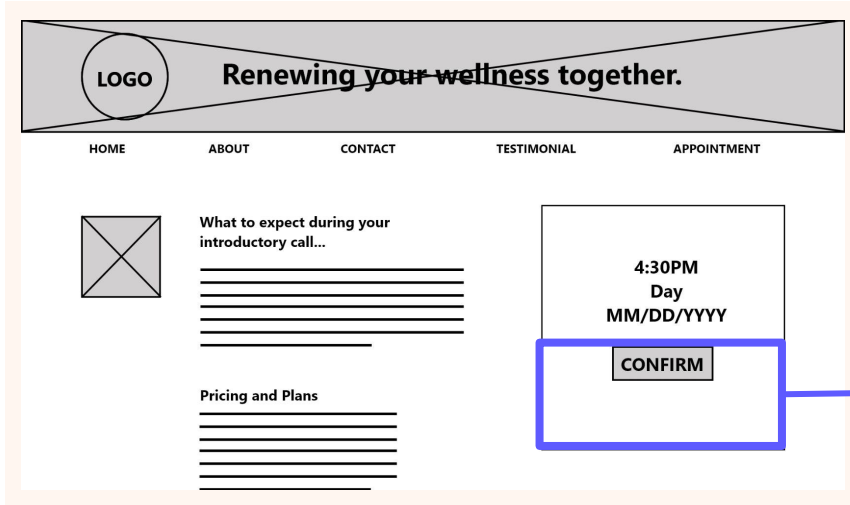 LOGO
Renewing your wellness together.
HOME ABOUT CONTACT TESTIMONIAL APPOINTMENT
What to expect during your
introductory call...
Pricing and Plans
4:30PM
Day
MM/DD/YYYY
CONFIRM